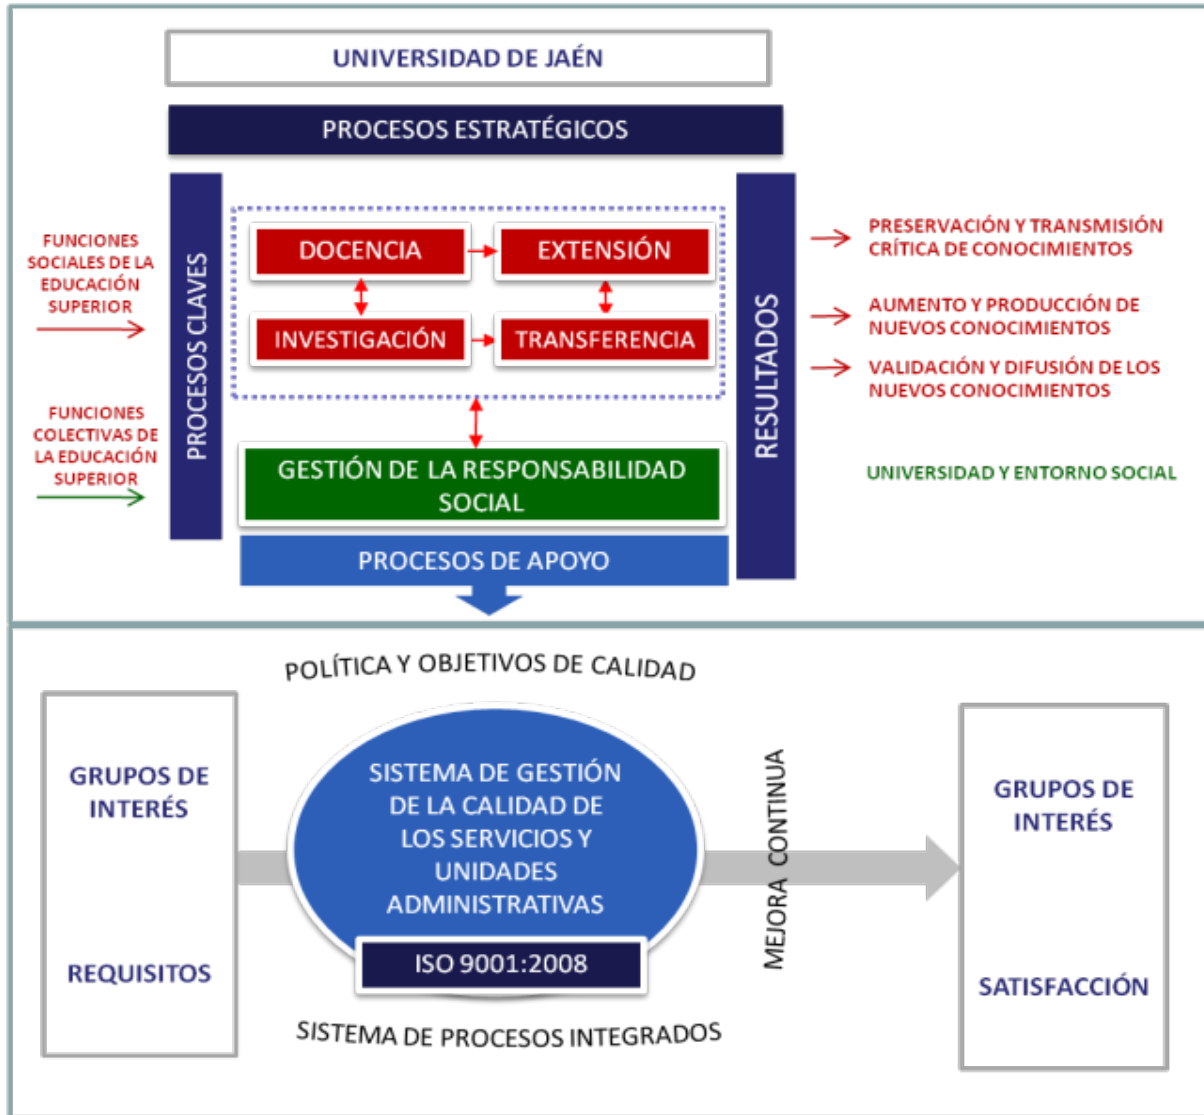 UNIVERSIDAD DE JAÉN
PROCESOS ESTRATÉGICOS
FUNCIONES
SOCIALES DE LA
EDUCACIÓN
SUPERIOR
FUNCIONES
COLECTIVAS DE
LA EDUCACIÓN
SUPERIOR
PROCESOS CLAVES
DOCENCIA
EXTENSIÓN
INVESTIGACIÓN
TRANSFERENCIA
GESTIÓN DE LA RESPONSABILIDAD
SOCIAL
PROCESOS DE APOYO
RESULTADOS
PRESERVACIÓN Y TRANSMISIÓN
CRÍTICA DE CONOCIMIENTOS
AUMENTO Y PRODUCCIÓN DE
NUEVOS CONOCIMIENTOS
VALIDACIÓN Y DIFUSIÓN DE LOS
NUEVOS CONOCIMIENTOS
UNIVERSIDAD Y ENTORNO SOCIAL
POLÍTICA Y OBJETIVOS DE CALIDAD
GRUPOS DE
INTERÉS
REQUISITOS
SISTEMA DE GESTIÓN
DE LA CALIDAD DE
LOS SERVICIOS Y
UNIDADES
ADMINISTRATIVAS
ISO 9001:2008
SISTEMA DE PROCESOS INTEGRADOS
MEJORA CONTINUA
GRUPOS DE
INTERÉS
SATISFACCIÓN